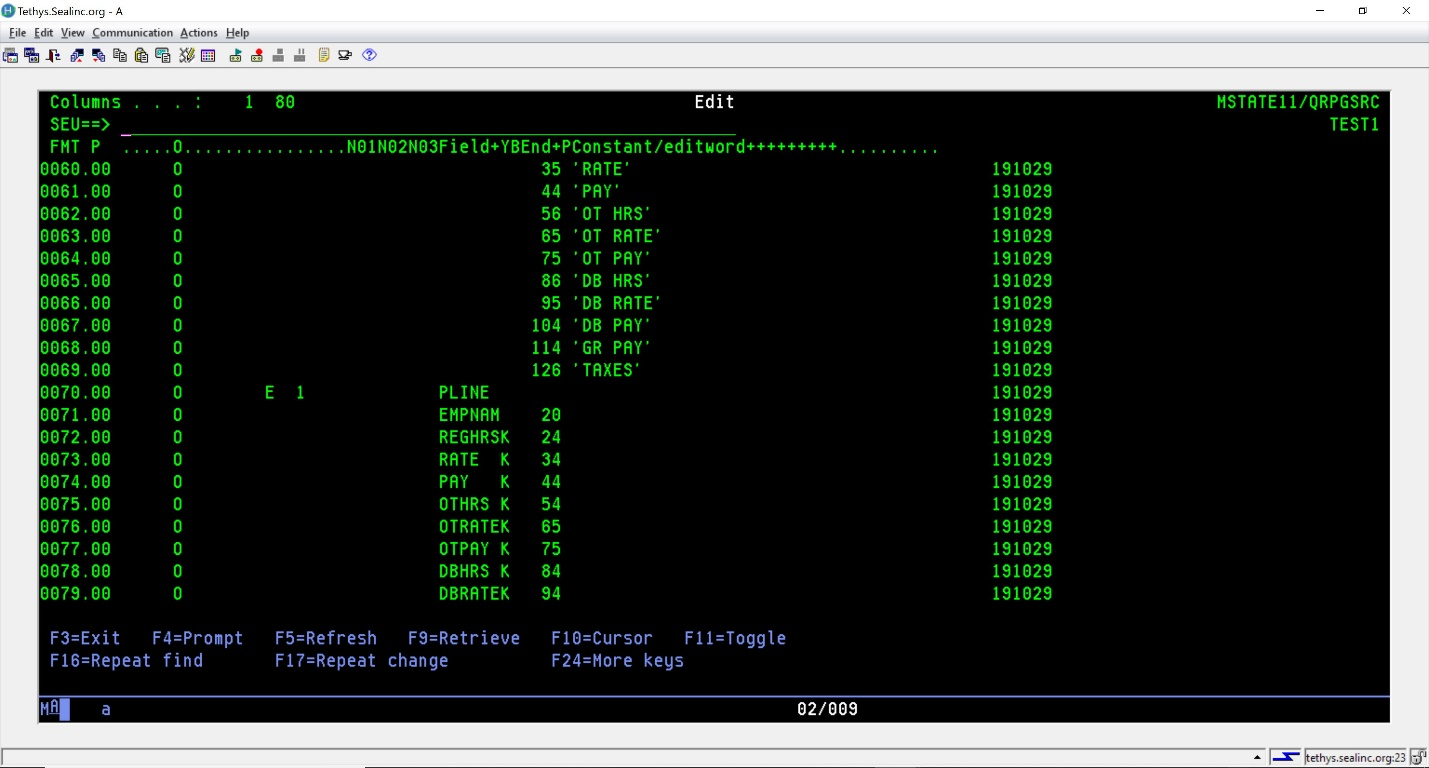 Tethys.Sealinc.org - A
File Edit View Communication Actions Help
Columns . . . :    1  80                                        Edit                                               MSTATE11/QRPGSRC
SEU==> _                                                                                                           TEST1
FMT P  .....O................N01N02N03Field+YBEnd+PConstant/editword+++++++++..........
0060.00      O                                   35 'RATE'                                   191029
0061.00      O                                   44 'PAY'                                    191029
0062.00      O                                   56 'OT HRS'                                 191029
0063.00      O                                   65 'OT RATE'                                191029
0064.00      O                                   75 'OT PAY'                                 191029
0065.00      O                                   86 'DB HRS'                                 191029
0066.00      O                                   95 'DB RATE'                                191029
0067.00      O                                  104 'DB PAY'                                 191029
0068.00      O                                  114 'GR PAY'                                 191029
0069.00      O                                  126 'TAXES'                                  191029
0070.00      O        E  1             PLINE                                                 191029
0071.00      O                         EMPNAM    20                                          191029
0072.00      O                         REGHRSK   24                                          191029
0073.00      O                         RATE  K   34                                          191029
0074.00      O                         PAY   K   44                                          191029
0075.00      O                         OTHRS K   54                                          191029
0076.00      O                         OTRATEK   65                                          191029
0077.00      O                         OTPAY K   75                                          191029
0078.00      O                         DBHRS K   84                                          191029
0079.00      O                         DBRATEK   94                                          191029
F3=Exit   F4=Prompt   F5=Refresh   F9=Retrieve   F10=Cursor   F11=Toggle
F16=Repeat find       F17=Repeat change          F24=More keys
MA    a                                                                    02/009
tethys.sealinc.org:23